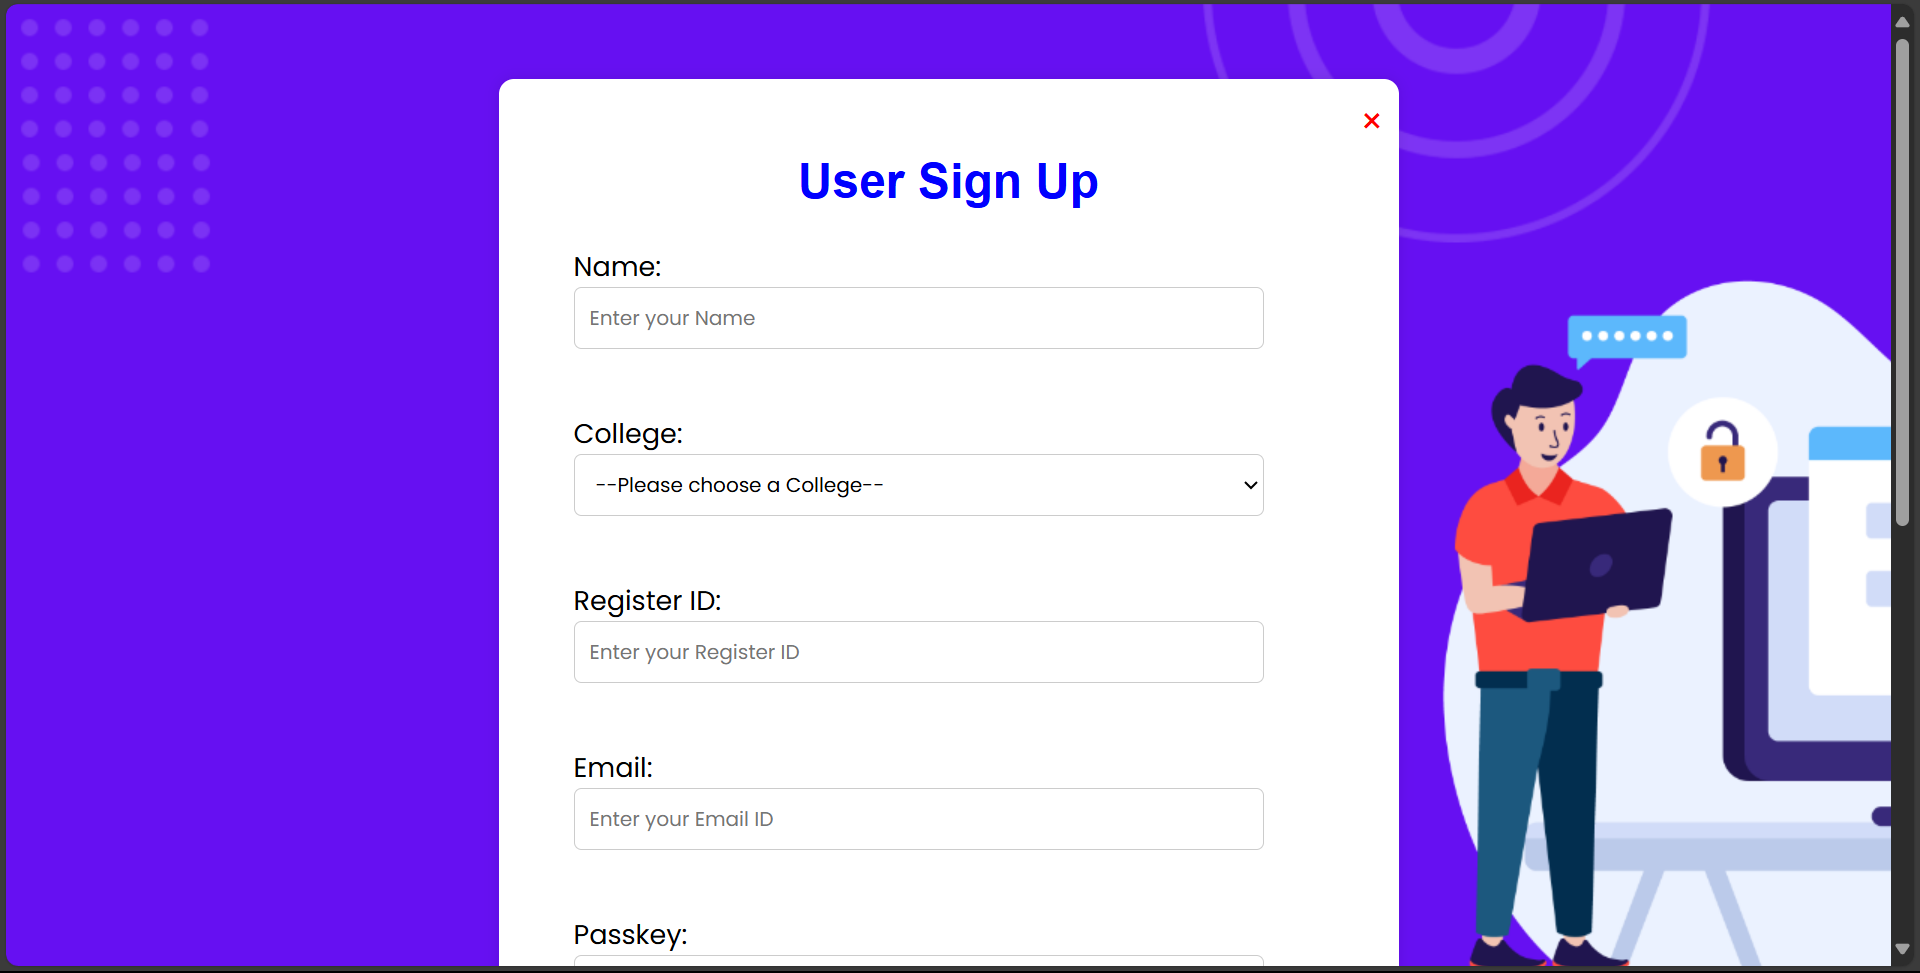 ×
User Sign Up
Name:
Enter your Name
College:
--Please choose a College--
Register ID:
Enter your Register ID
Email:
Enter your Email ID
Passkey: